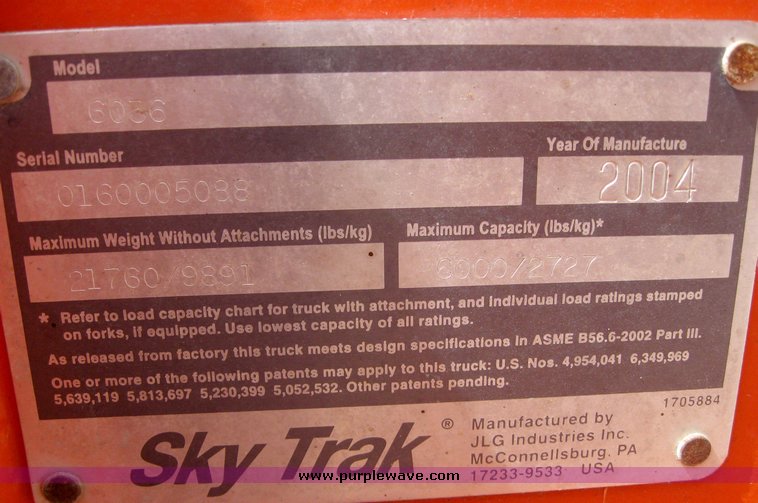 Model
6036
Serial Number
0160005088
Year Of Manufacture
2004
Maximum Weight Without Attachments (lbs/kg)
21760/9891
Maximum Capacity (lbs/kg)*
6000/2727
* Refer to load capacity chart for truck with attachment, and Individual load ratings stamped
on forks, if equipped. Use lowest capacity of all ratings.
As released from factory this truck meets design specifications in ASME B56.6-2002 Part III.
One or more of the following patents may apply to this truck: U.S. Nos. 4,954,041 6,349,969
5,639,119 5,813,697 5,230,399 5,052,532. Other patents pending.
1705884
Sky Trak ®
Manufactured by
JLG Industries Inc.
McConnellsburg, PA
17233-9533 USA
www.purplewave.com